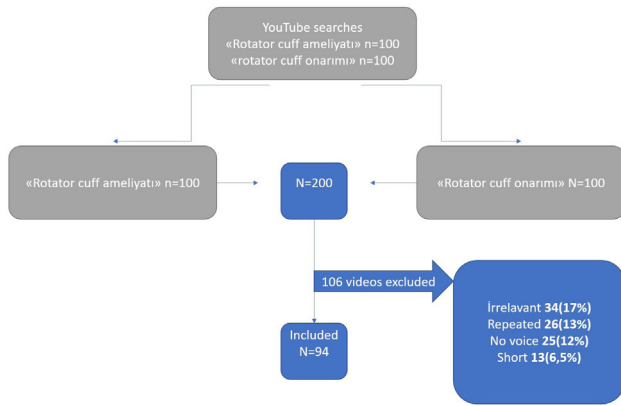 YouTube searches
«Rotator cuff ameliyatı» n=100
«rotator cuff onarımı» n=100
«Rotator cuff ameliyatı» n=100
N=200
«Rotator cuff onarımı» N=100
106 videos excluded
İrrelavant 34(17%)
Repeated 26(13%)
No voice 25(12%)
Short 13(6,5%)
Included
N=94